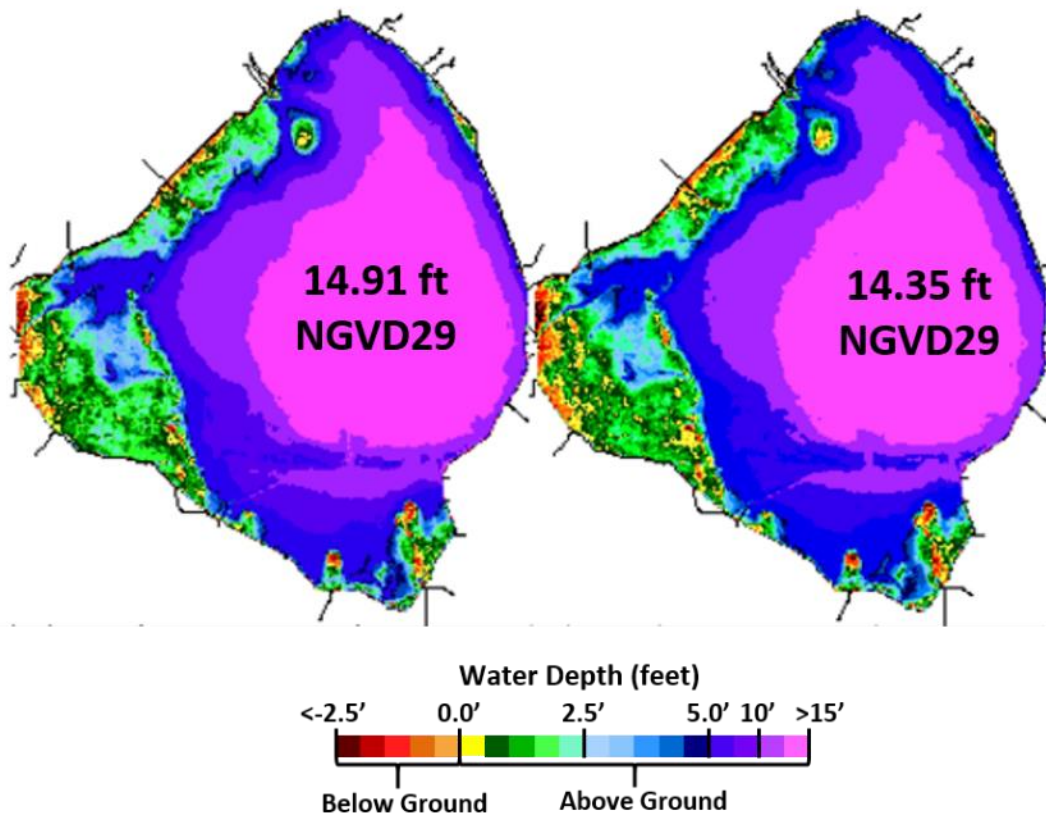 14.91 ft
NGVD29
14.35 ft
NGVD29
Water Depth (feet)
<-2.5’ 0.0’ 2.5’ 5.0’ 10’ >15’
Below Ground Above Ground